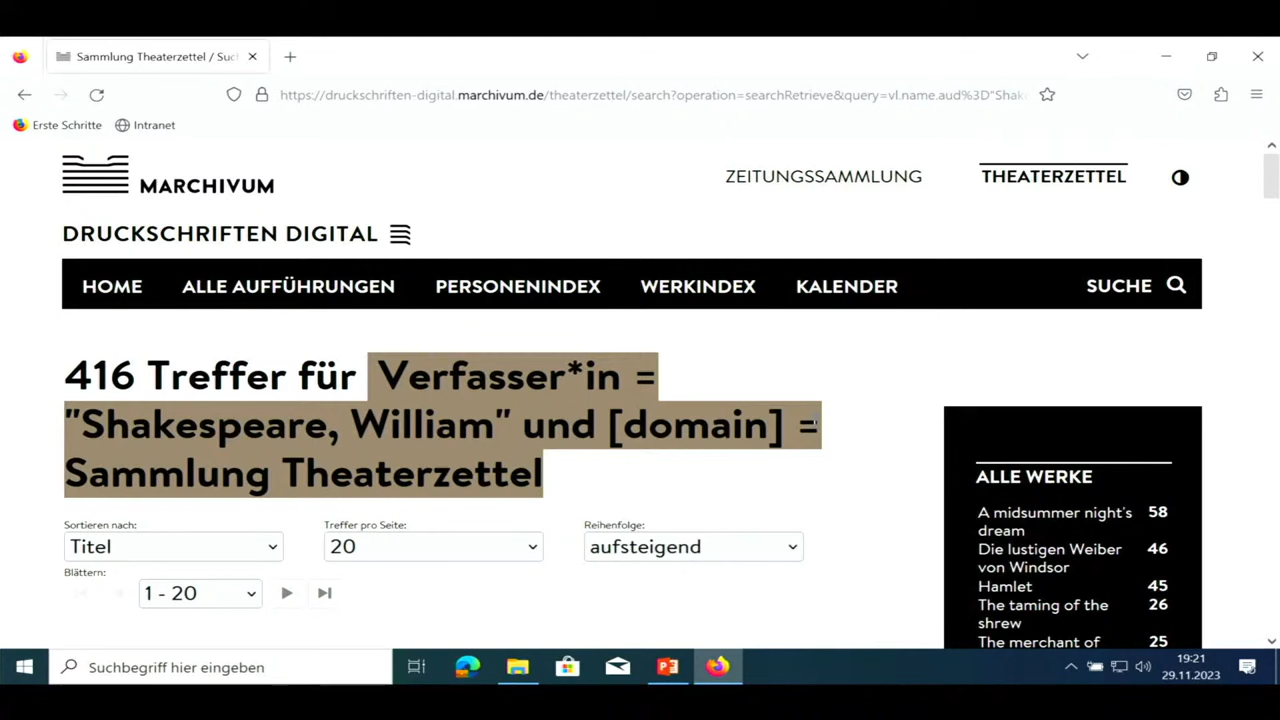 Sammlung Theaterzettel / Suc
https://druckschriften-digital.marchivum.de/theaterzettel/search?operation=searchRetrieve&query=vl.name.aud%3D"Shak
Erste Schritte
Intranet
MARCHIVUM
ZEITUNGSSAMMLUNG
THEATERZETTEL
DRUCKSCHRIFTEN DIGITAL
HOME
ALLE AUFFÜHRUNGEN
PERSONENINDEX
WERKINDEX
KALENDER
SUCHE
416 Treffer für Verfasser*in =
"Shakespeare, William" und [domain] =
Sammlung Theaterzettel
Sortieren nach:
Titel
Treffer pro Seite:
20
Reihenfolge:
aufsteigend
Blättern:
1 - 20
ALLE WERKE
A midsummer night's 58
dream
Die lustigen Weiber 46
von Windsor
Hamlet 45
The taming of the 26
shrew
The merchant of 25
Suchbegriff hier eingeben
19:21
29.11.2023